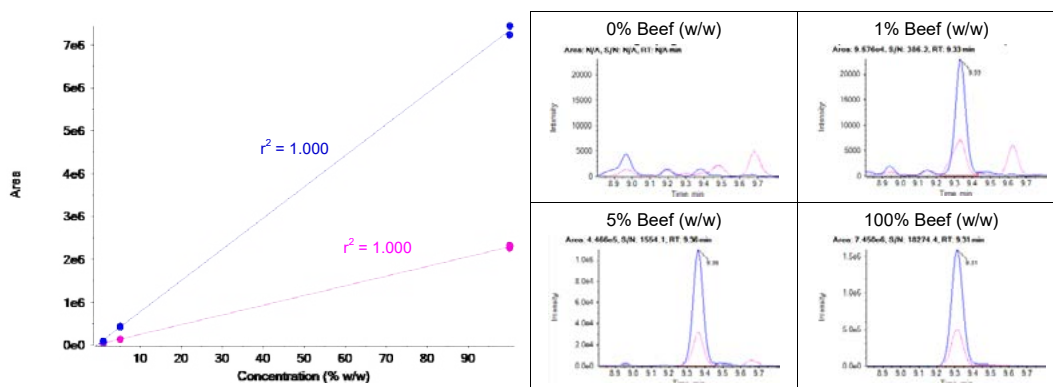 7e6
6e6
5e6
4e6
3e6
2e6
1e6
0e0
Area
r² = 1.000
r² = 1.000
10 20 30 40 50 60 70 80 90
Concentration (% w/w)
0% Beef (w/w)
Area: N/A, S/N: N/A, RT: N/A min
20000
15000
10000
5000
0
Intensity
8.9 9.0 9.1 9.2 9.3 9.4 9.5 9.6 9.7
Time, min
1% Beef (w/w)
Area: 9.576e4, S/N: 386.2, RT: 9.33 min
9.33
20000
15000
10000
5000
0
Intensity
8.9 9.0 9.1 9.2 9.3 9.4 9.5 9.6 9.7
Time, min
5% Beef (w/w)
Area: 4.466e5, S/N: 1554.1, RT: 9.36 min
1.0e5
8.0e4
6.0e4
4.0e4
2.0e4
0.0e0
Intensity
8.9 9.0 9.1 9.2 9.3 9.4 9.5 9.6 9.7
Time, min
100% Beef (w/w)
Area: 7.450e6, S/N: 18274.4, RT: 9.31 min
9.31
1.5e6
1.0e6
5.0e5
0.0e0
Intensity
8.9 9.0 9.1 9.2 9.3 9.4 9.5 9.6 9.7
Time, min